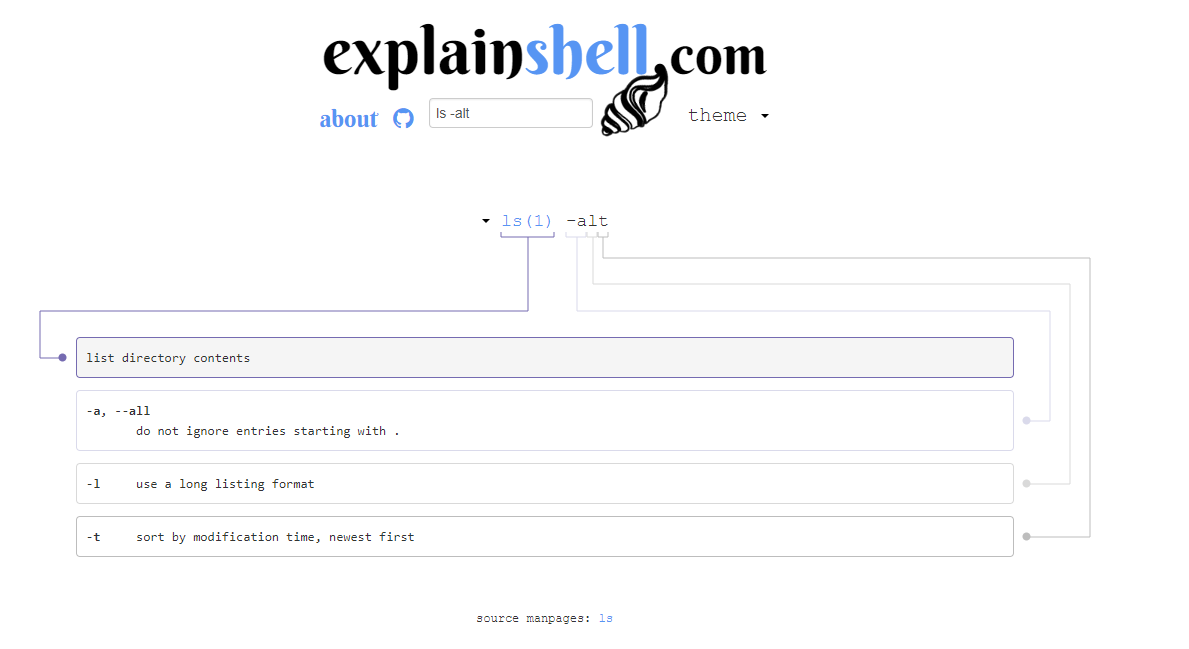 explainshell.com
about
ls -alt
theme
ls(1) -alt
list directory contents
-a, --all
do not ignore entries starting with .
-l use a long listing format
-t sort by modification time, newest first
source manpages: ls